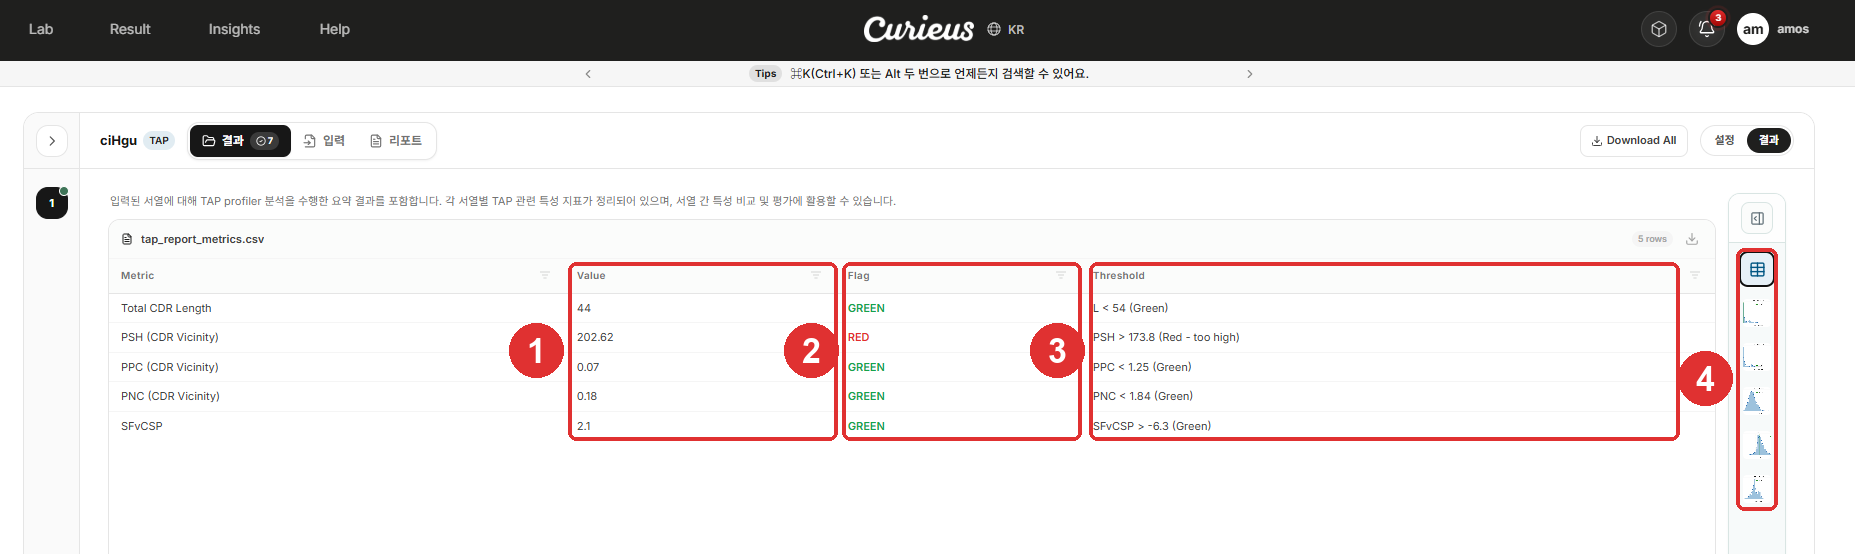 Lab Result Insights Help Curieus KR 3 am amos
Tips ⌘K(Ctrl+K) 또는 Alt 두 번으로 언제든지 검색할 수 있어요.
ciHgu TAP 결과 7 입력 리포트 Download All 설정 결과
1
입력된 서열에 대해 TAP profiler 분석을 수행한 요약 결과를 포함합니다. 각 서열별 TAP 관련 특성 지표가 정리되어 있으며, 서열 간 특성 비교 및 평가에 활용할 수 있습니다.
tap_report_metrics.csv 5 rows
Metric Value Flag Threshold
Total CDR Length 44 GREEN L < 54 (Green)
PSH (CDR Vicinity) 202.62 RED PSH > 173.8 (Red - too high)
PPC (CDR Vicinity) 0.07 GREEN PPC < 1.25 (Green)
PNC (CDR Vicinity) 0.18 GREEN PNC < 1.84 (Green)
SFvCSP 2.1 GREEN SFvCSP > -6.3 (Green)
1 2 3 4